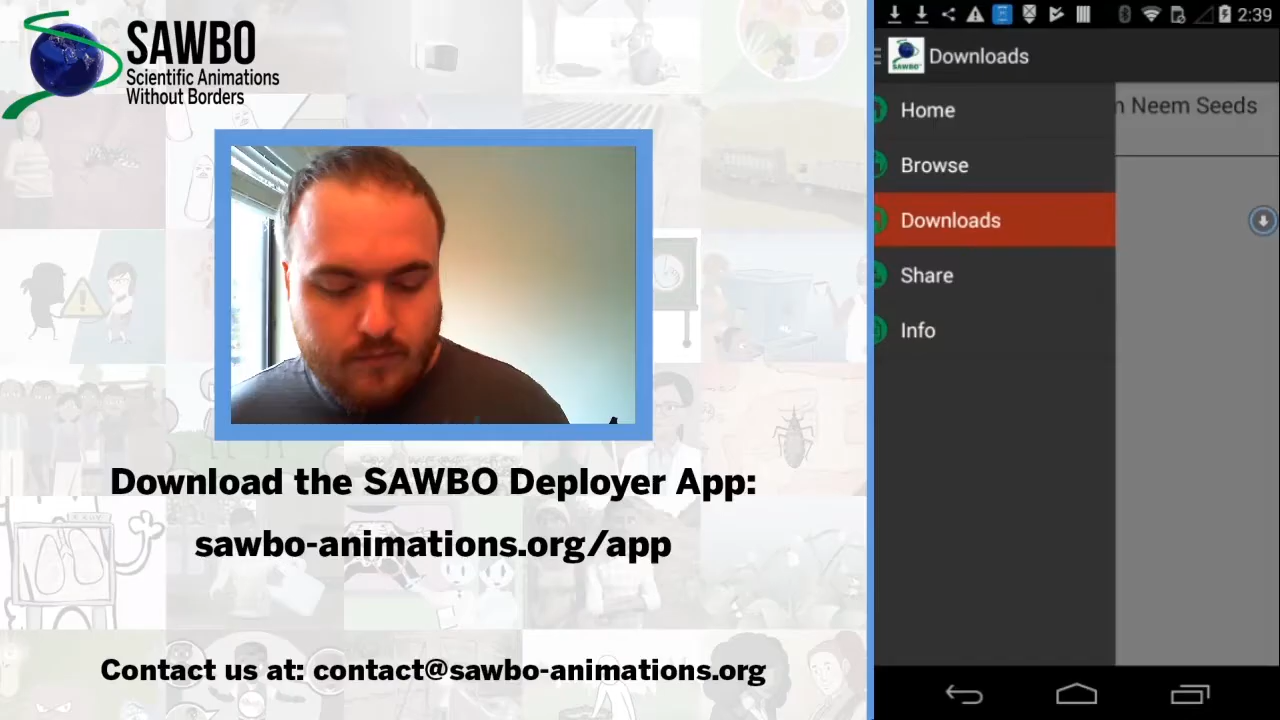 SAWBO
Scientific Animations
Without Borders
Download the SAWBO Deployer App:
sawbo-animations.org/app
Contact us at: contact@sawbo-animations.org
2:39
SAWBO
Downloads
Home
Neem Seeds
Browse
Downloads
Share
Info